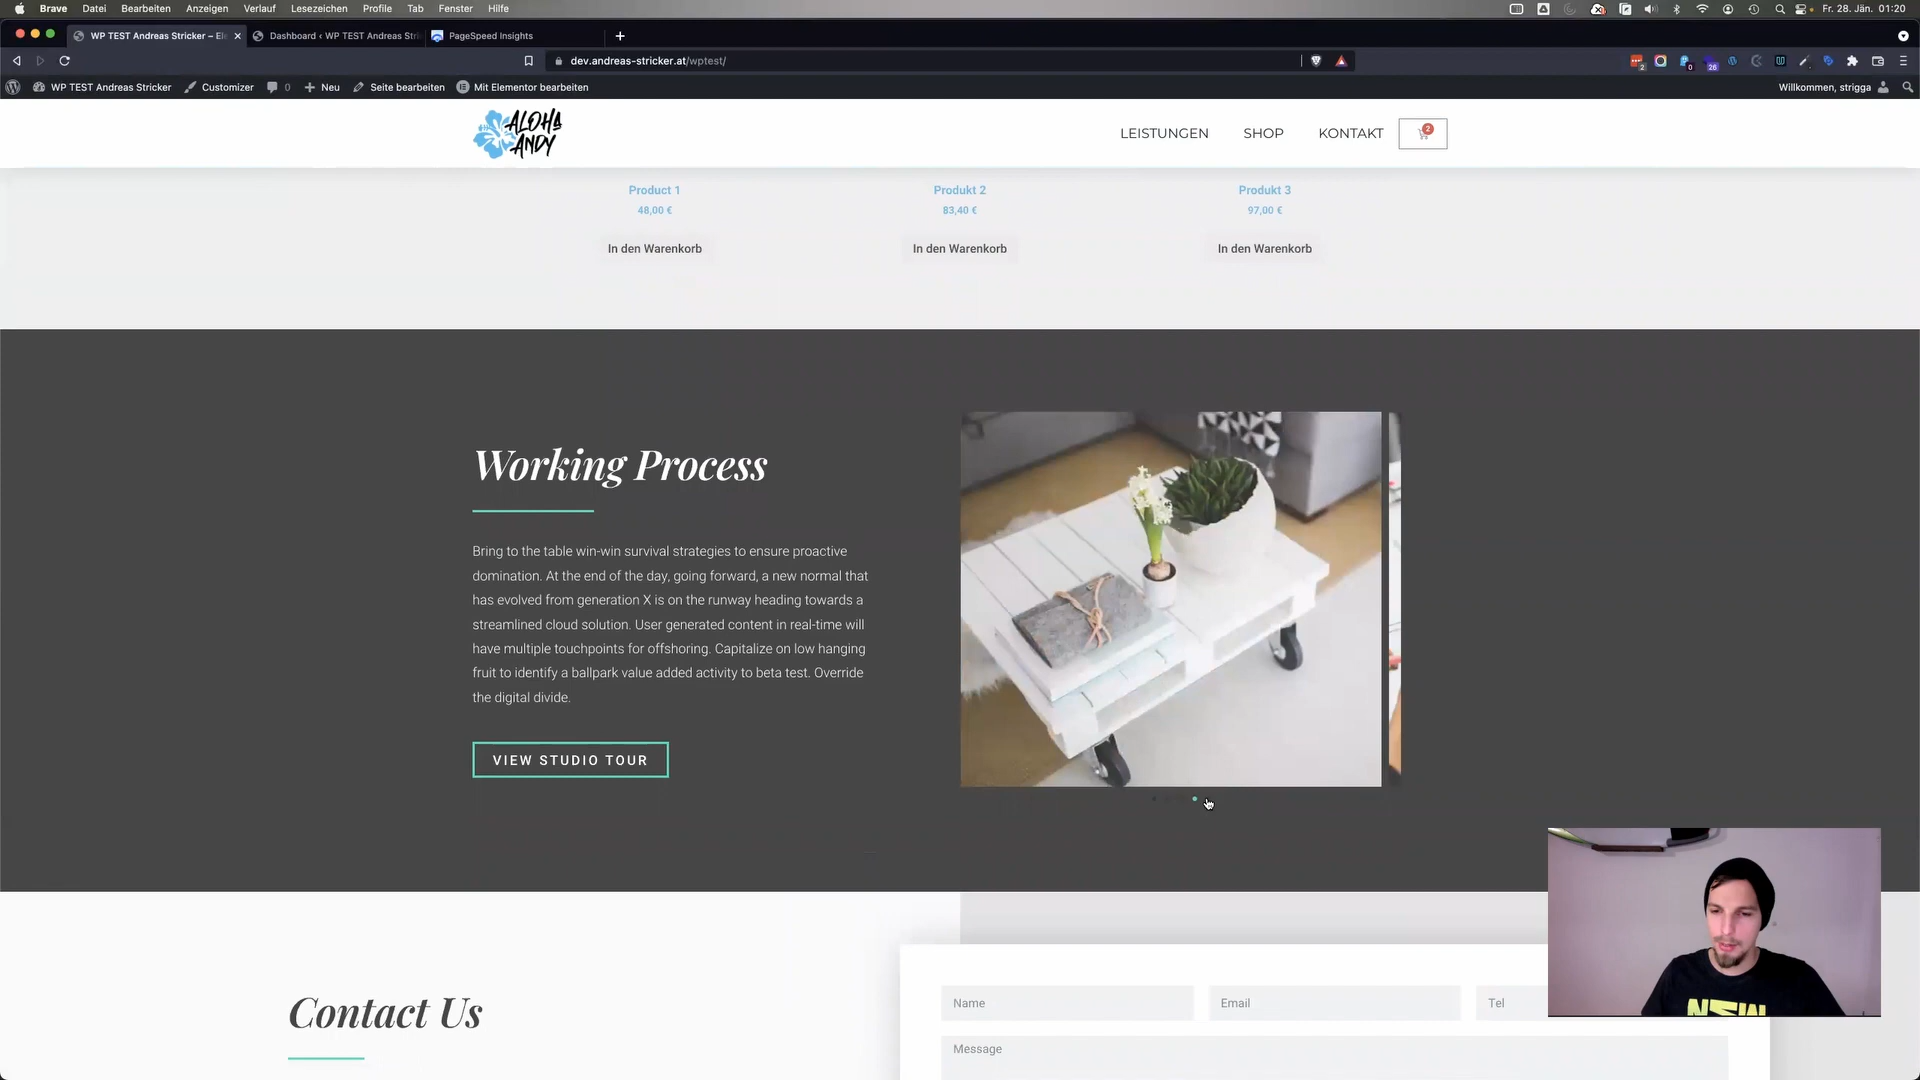 Brave Datei Bearbeiten Anzeigen Verlauf Lesezeichen Profile Tab Fenster Hilfe Fr. 28. Jän. 01:20
WP TEST Andreas Stricker – Ele Dashboard ‹ WP TEST Andreas Stri PageSpeed Insights
dev.andreas-stricker.at/wptest/
WP TEST Andreas Stricker Customizer 0 Neu Seite bearbeiten Mit Elementor bearbeiten Willkommen, strigga
ALOHA
ANDY
LEISTUNGEN SHOP KONTAKT 2
Product 1 Produkt 2 Produkt 3
48,00 € 83,40 € 97,00 €
In den Warenkorb In den Warenkorb In den Warenkorb
Working Process
Bring to the table win-win survival strategies to ensure proactive
domination. At the end of the day, going forward, a new normal that
has evolved from generation X is on the runway heading towards a
streamlined cloud solution. User generated content in real-time will
have multiple touchpoints for offshoring. Capitalize on low hanging
fruit to identify a ballpark value added activity to beta test. Override
the digital divide.
VIEW STUDIO TOUR
Contact Us
Name Email Tel
Message